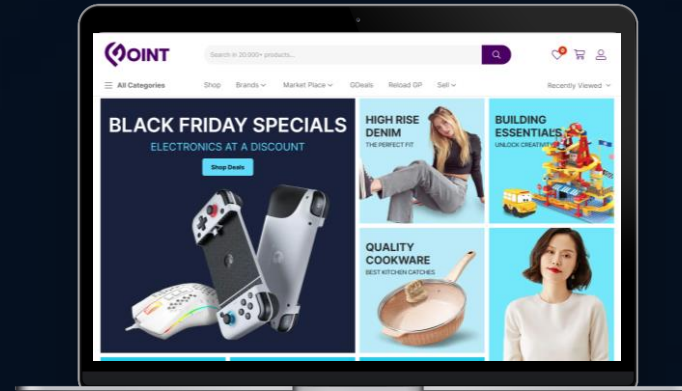 GPOINT
Search in 20,000+ products...
All Categories
Shop
Brands
Market Place
GDeals
Reload GP
Sell
Recently Viewed
BLACK FRIDAY SPECIALS
ELECTRONICS AT A DISCOUNT
Shop Deals
HIGH RISE
DENIM
THE PERFECT FIT
BUILDING
ESSENTIALS
UNLOCK CREATIVITY
QUALITY
COOKWARE
BEST KITCHEN CATCHES